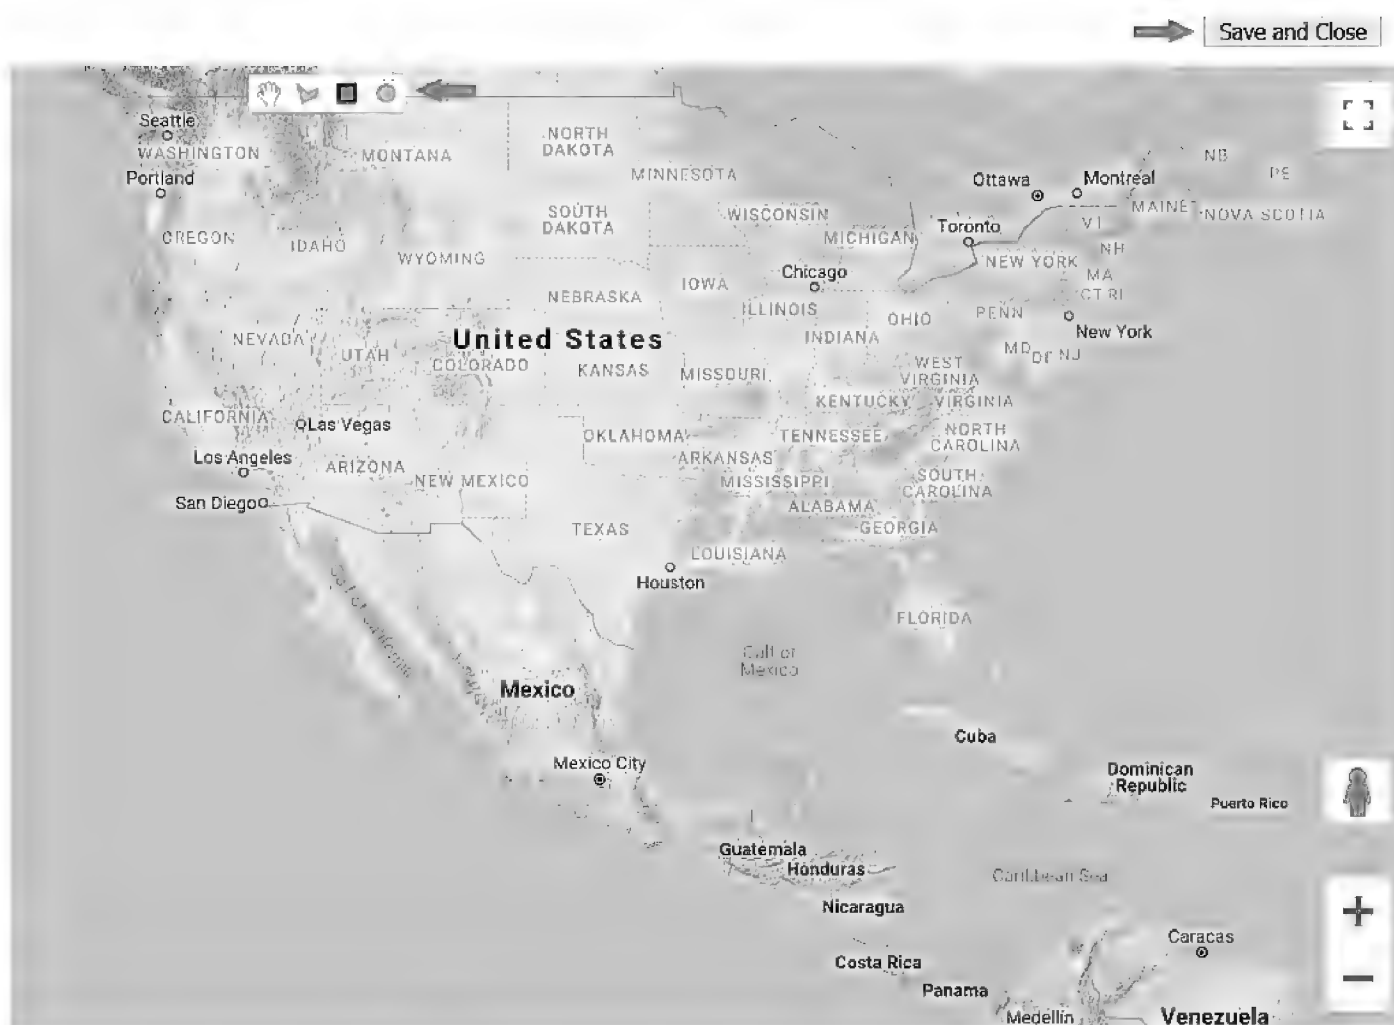 Save and Close
Seattle
WASHINGTON
MONTANA
NORTH
DAKOTA
MINNESOTA
NB
PE
Portland
Ottawa
Montreal
MAINE
NOVA SCOTIA
OREGON
IDAHO
WYOMING
SOUTH
DAKOTA
WISCONSIN
MICHIGAN
Toronto
VT
NH
NEW YORK
MA
CT RI
Chicago
IOWA
NEBRASKA
ILLINOIS
INDIANA
OHIO
PENN
New York
MD
DE
NJ
NEVADA
UTAH
United States
COLORADO
KANSAS
MISSOURI
WEST
VIRGINIA
KENTUCKY
VIRGINIA
CALIFORNIA
Las Vegas
OKLAHOMA
TENNESSEE
NORTH
CAROLINA
Los Angeles
ARIZONA
NEW MEXICO
ARKANSAS
MISSISSIPPI
SOUTH
CAROLINA
San Diego
ALABAMA
TEXAS
GEORGIA
LOUISIANA
Houston
Gulf of California
FLORIDA
Gulf of
Mexico
Mexico
Cuba
Mexico City
Dominican
Republic
Puerto Rico
Guatemala
Honduras
Caribbean Sea
Nicaragua
Caracas
Costa Rica
Panama
Medellín
Venezuela